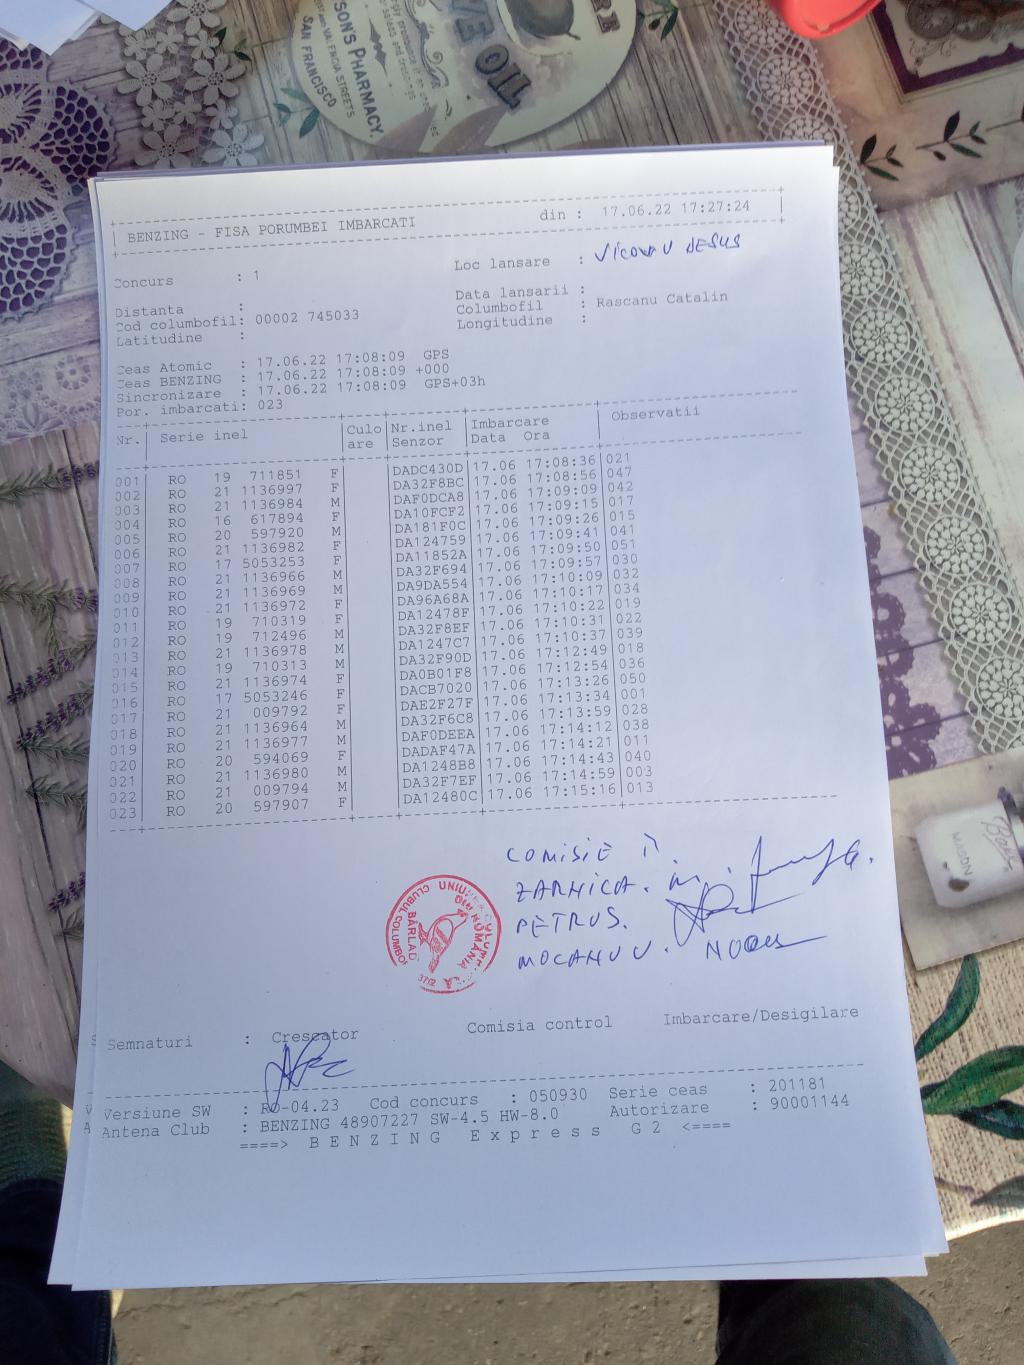 SON'S PHARMACY.
SAN FRANCISCO
OIL
BENZING - FISA PORUMBEI IMBARCATI din : 17.06.22 17:27:24
Concurs : 1 Loc lansare :
Distanta : Data lansarii :
Cod columbofil: 00002 745033 Columbofil : Rascanu Catalin
Latitudine : Longitudine :
Ceas Atomic : 17.06.22 17:08:09 GPS
Ceas BENZING : 17.06.22 17:08:09 +000
Sincronizare : 17.06.22 17:08:09 GPS+03h
Por. imbarcati: 023
Nr. Serie inel Culo Nr.inel Imbarcare Observatii
are Senzor Data Ora
001 RO 19 711851 F DADC430D 17.06 17:08:36 021
002 RO 21 1136997 F DA32F8BC 17.06 17:08:56 047
003 RO 21 1136984 M DAF0DCA8 17.06 17:09:09 042
004 RO 16 617894 F DA10FCF2 17.06 17:09:15 017
005 RO 20 597920 M DA181F0C 17.06 17:09:26 015
006 RO 21 1136982 F DA124759 17.06 17:09:41 041
007 RO 17 5053253 F DA11852A 17.06 17:09:50 051
008 RO 21 1136966 M DA32F694 17.06 17:09:57 030
009 RO 21 1136969 M DA9DA554 17.06 17:10:09 032
010 RO 21 1136972 F DA96A68A 17.06 17:10:17 034
011 RO 19 710319 F DA12478F 17.06 17:10:22 019
012 RO 19 712496 M DA32F8EF 17.06 17:10:31 022
013 RO 21 1136978 M DA1247C7 17.06 17:10:37 039
014 RO 19 710313 M DA32F90D 17.06 17:12:49 018
015 RO 21 1136974 F DA0B01F8 17.06 17:12:54 036
016 RO 17 5053246 F DACB7020 17.06 17:13:26 050
017 RO 21 009792 F DAE2F27F 17.06 17:13:34 001
018 RO 21 1136964 M DA32F6C8 17.06 17:13:59 028
019 RO 21 1136977 M DAF0DEEA 17.06 17:14:12 038
020 RO 20 594069 F DADAF47A 17.06 17:14:21 011
021 RO 21 1136980 M DA1248B8 17.06 17:14:43 040
022 RO 21 009794 M DA32F7EF 17.06 17:14:59 003
023 RO 20 597907 F DA12480C 17.06 17:15:16 013
COMISIE
ZARNICA.
PETRUS.
MOCANU U.
CLUBUL COLUMBOF
BÂRLAD
DIN ROMÂNIA
Semnaturi : Crescator Comisia control Imbarcare/Desigilare
Versiune SW : RO-04.23 Cod concurs : 050930 Serie ceas : 201181
Antena Club : BENZING 48907227 SW-4.5 HW-8.0 Autorizare : 90001144
====> B E N Z I N G E x p r e s s G 2 <====
MASON